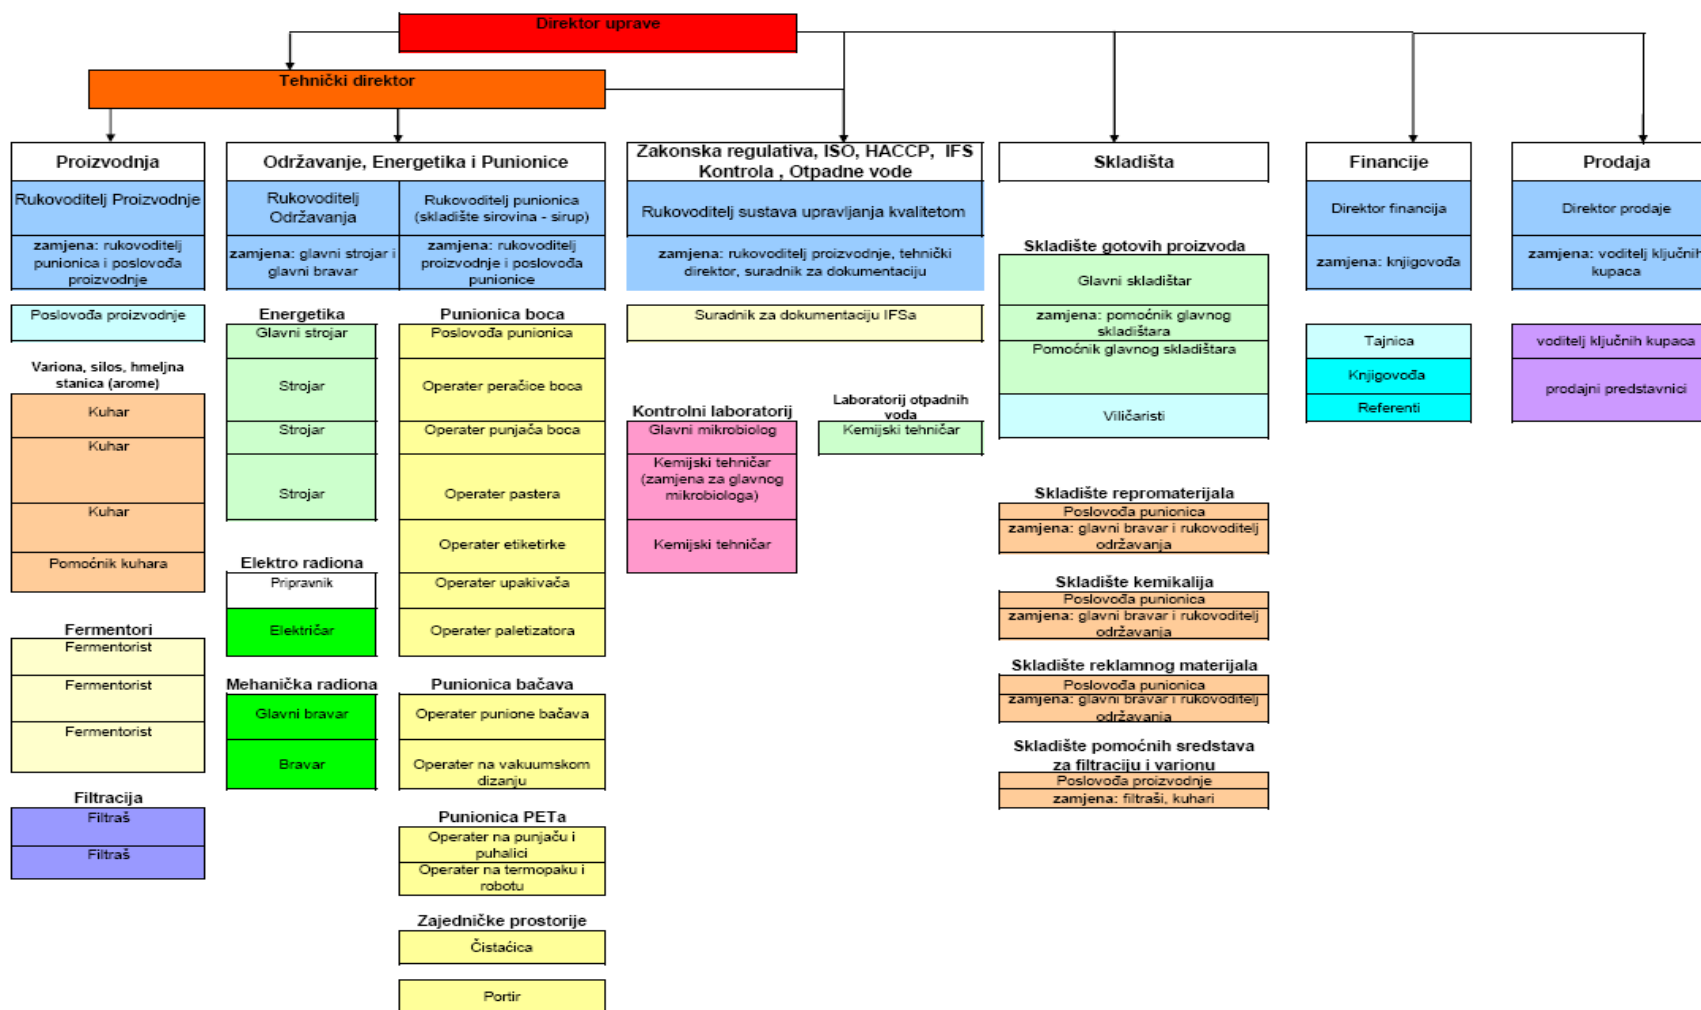 Direktor uprave
Tehnički direktor
Proizvodnja
Rukovoditelj Proizvodnje
zamjena: rukovoditelj
punionica i poslovođa
proizvodnje
Poslovođa proizvodnje
Variona, silos, hmeljna
stanica (arome)
Kuhar
Kuhar
Kuhar
Pomoćnik kuhara
Fermentori
Fermentorist
Fermentorist
Fermentorist
Filtracija
Filtraš
Filtraš
Održavanje, Energetika i Punionice
Rukovoditelj
Održavanja
zamjena: glavni strojar i
glavni bravar
Energetika
Glavni strojar
Strojar
Strojar
Strojar
Elektro radiona
Pripravnik
Električar
Mehanička radiona
Glavni bravar
Bravar
Rukovoditelj punionica
(skladište sirovina - sirup)
zamjena: rukovoditelj
proizvodnje i poslovođa
punionice
Punionica boca
Poslovođa punionica
Operater peračice boca
Operater punjača boca
Operater pastera
Operater etiketirke
Operater upakivača
Operater paletizatora
Punionica bačava
Operater punione bačava
Operater na vakuumskom
dizanju
Punionica PETa
Operater na punjaču i
puhalici
Operater na termopaku i
robotu
Zajedničke prostorije
Čistaćica
Portir
Zakonska regulativa, ISO, HACCP, IFS
Kontrola , Otpadne vode
Rukovoditelj sustava upravljanja kvalitetom
zamjena: rukovoditelj proizvodnje, tehnički
direktor, suradnik za dokumentaciju
Suradnik za dokumentaciju IFSa
Kontrolni laboratorij
Glavni mikrobiolog
Kemijski tehničar
(zamjena za glavnog
mikrobiologa)
Kemijski tehničar
Laboratorij otpadnih
voda
Kemijski tehničar
Skladišta
Skladište gotovih proizvoda
Glavni skladištar
zamjena: pomoćnik glavnog
skladištara
Pomoćnik glavnog skladištara
Viličaristi
Skladište repromaterijala
Poslovođa punionica
zamjena: glavni bravar i rukovoditelj
održavanja
Skladište kemikalija
Poslovođa punionica
zamjena: glavni bravar i rukovoditelj
održavanja
Skladište reklamnog materijala
Poslovođa punionica
zamjena: glavni bravar i rukovoditelj
održavanja
Skladište pomoćnih sredstava
za filtraciju i varionu
Poslovođa proizvodnje
zamjena: filtraši, kuhari
Financije
Direktor financija
zamjena: knjigovođa
Tajnica
Knjigovođa
Referenti
Prodaja
Direktor prodaje
zamjena: voditelj ključnih
kupaca
voditelj ključnih kupaca
prodajni predstavnici